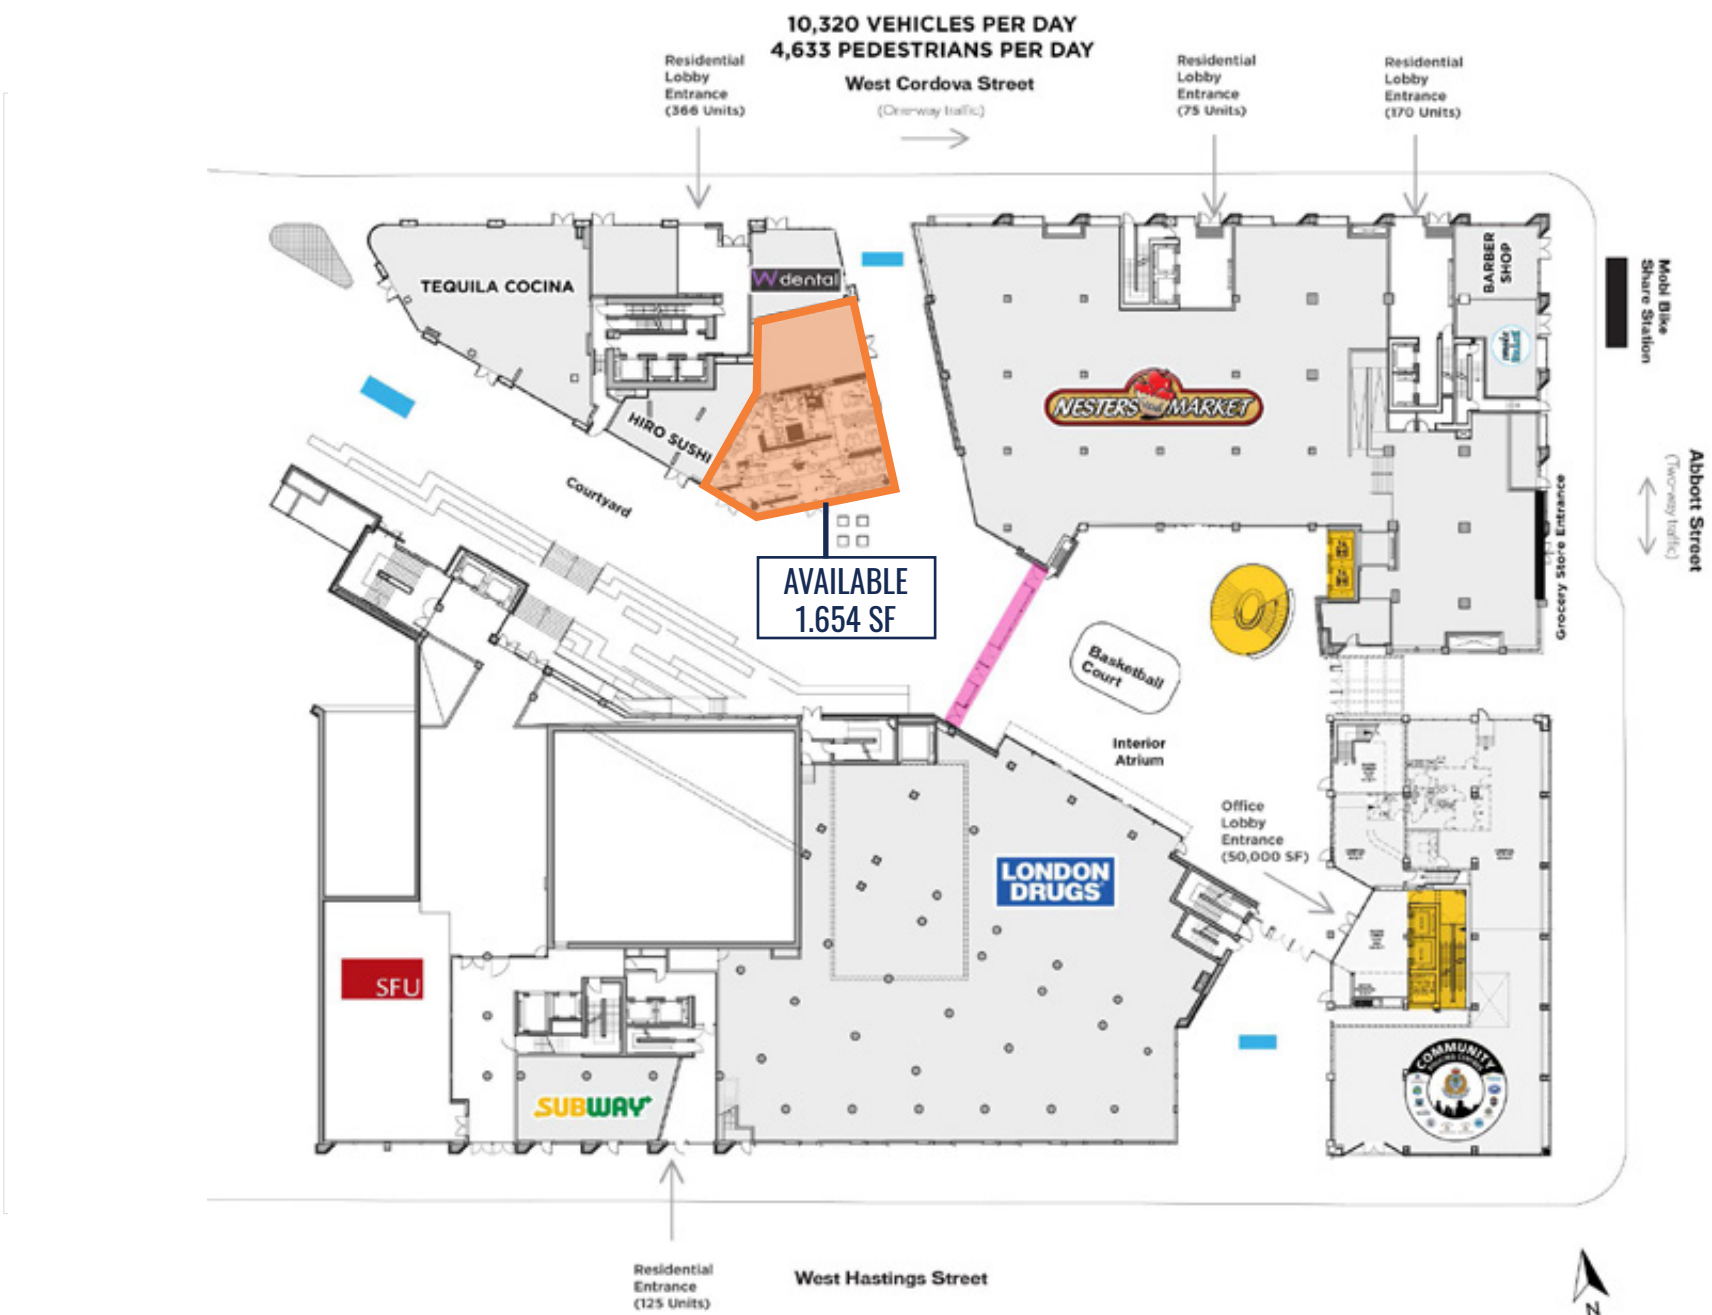 10,320 VEHICLES PER DAY
4,633 PEDESTRIANS PER DAY
West Cordova Street
(One-way traffic)
Residential
Lobby
Entrance
(366 Units)
Residential
Lobby
Entrance
(75 Units)
Residential
Lobby
Entrance
(170 Units)
TEQUILA COCINA
W dental
BARBER
SHOP
Mobi Bike
Share Station
NESTERS MARKET
HIRO SUSHI
Courtyard
AVAILABLE
1.654 SF
Abbott Street
(Two-way traffic)
Grocery Store Entrance
Basketball
Court
Interior
Atrium
Office
Lobby
Entrance
(50,000 SF)
LONDON
DRUGS
SFU
SUBWAY
COMMUNITY
Residential
Entrance
(125 Units)
West Hastings Street
N